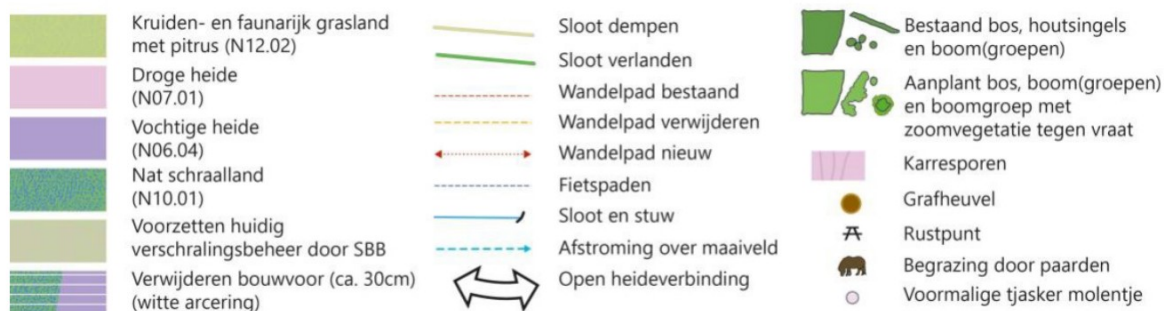 Kruiden- en faunarijk grasland
met pitrus (N12.02)
Droge heide
(N07.01)
Vochtige heide
(N06.04)
Nat schraalland
(N10.01)
Voorzetten huidig
verschralingsbeheer door SBB
Verwijderen bouwvoor (ca. 30cm)
(witte arcering)
Sloot dempen
Sloot verlanden
Wandelpad bestaand
Wandelpad verwijderen
Wandelpad nieuw
Fietspaden
Sloot en stuw
Afstroming over maaiveld
Open heideverbinding
Bestaand bos, houtsingels
en boom(groepen)
Aanplant bos, boom(groepen)
en boomgroep met
zoomvegetatie tegen vraat
Karresporen
Grafheuvel
Rustpunt
Begrazing door paarden
Voormalige tjasker molentje